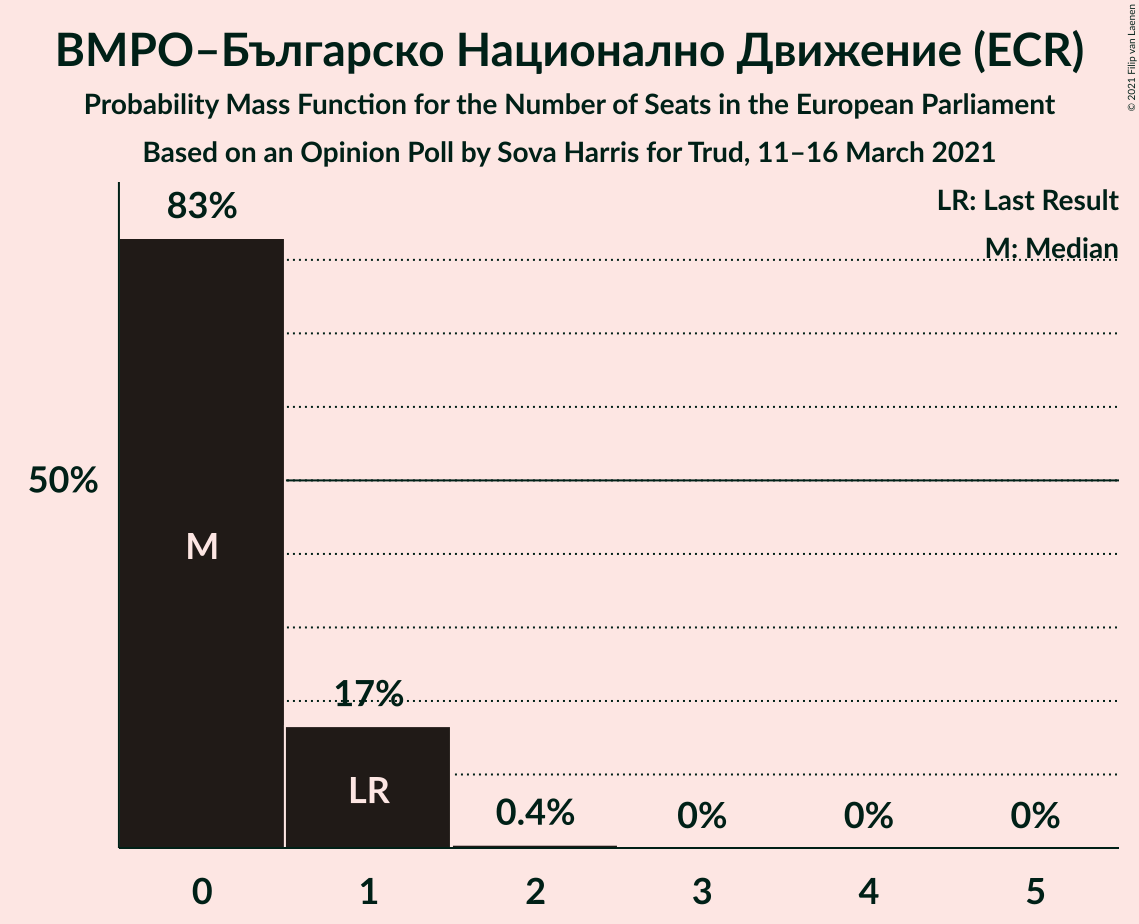 ВМРО–Българско Национално Движение (ECR)
Probability Mass Function for the Number of Seats in the European Parliament
Based on an Opinion Poll by Sova Harris for Trud, 11–16 March 2021
© 2021 Filip van Laenen
LR: Last Result
M: Median
83%
50%
M
17%
LR
0.4%
0%
0%
0%
0
1
2
3
4
5